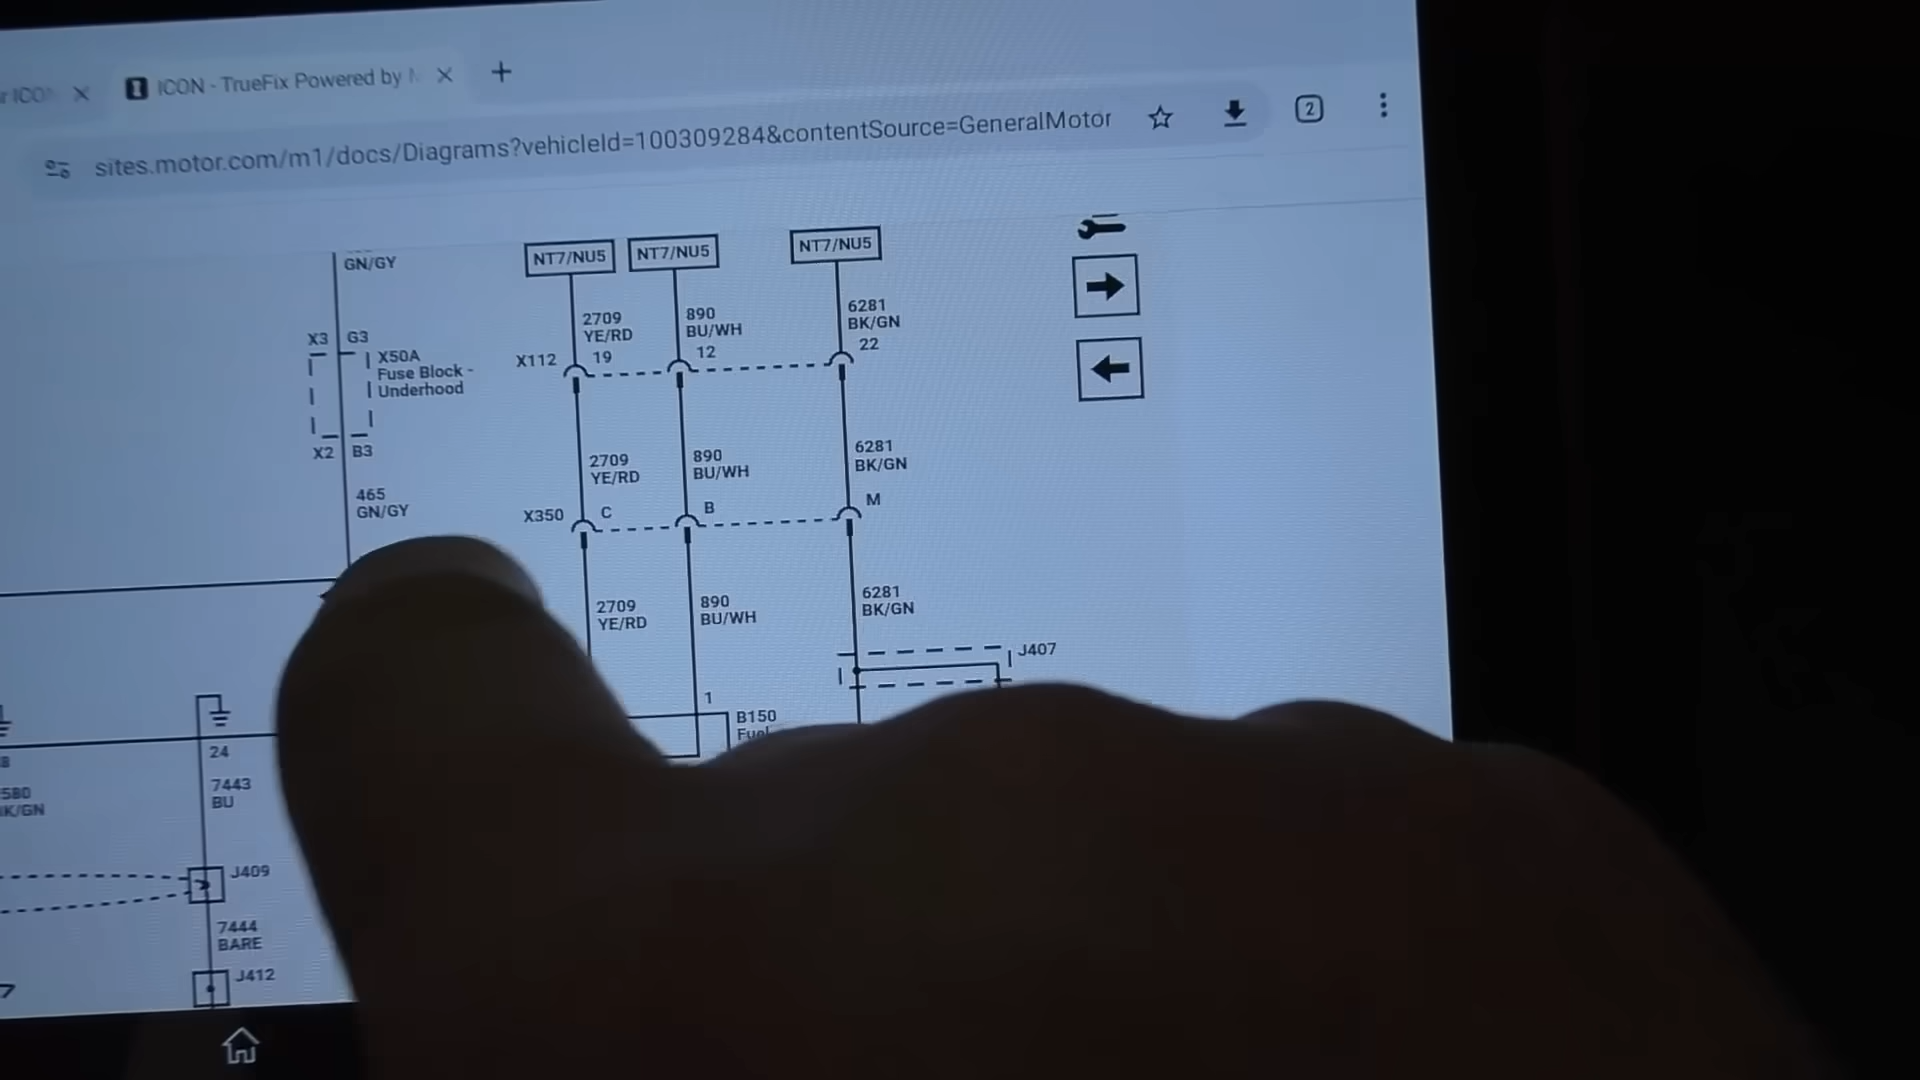 ICON - TrueFix Powered by
sites.motor.com/m1/docs/Diagrams?vehicleId=100309284&contentSource=GeneralMotor
2
GN/GY
NT7/NU5
NT7/NU5
NT7/NU5
2709
YE/RD
890
BU/WH
6281
BK/GN
X3
G3
X50A
Fuse Block -
Underhood
X112
19
12
22
X2
B3
2709
YE/RD
890
BU/WH
6281
BK/GN
465
GN/GY
X350
C
B
M
2709
YE/RD
890
BU/WH
6281
BK/GN
J407
1
B150
24
7443
BU
J409
7444
BARE
J412